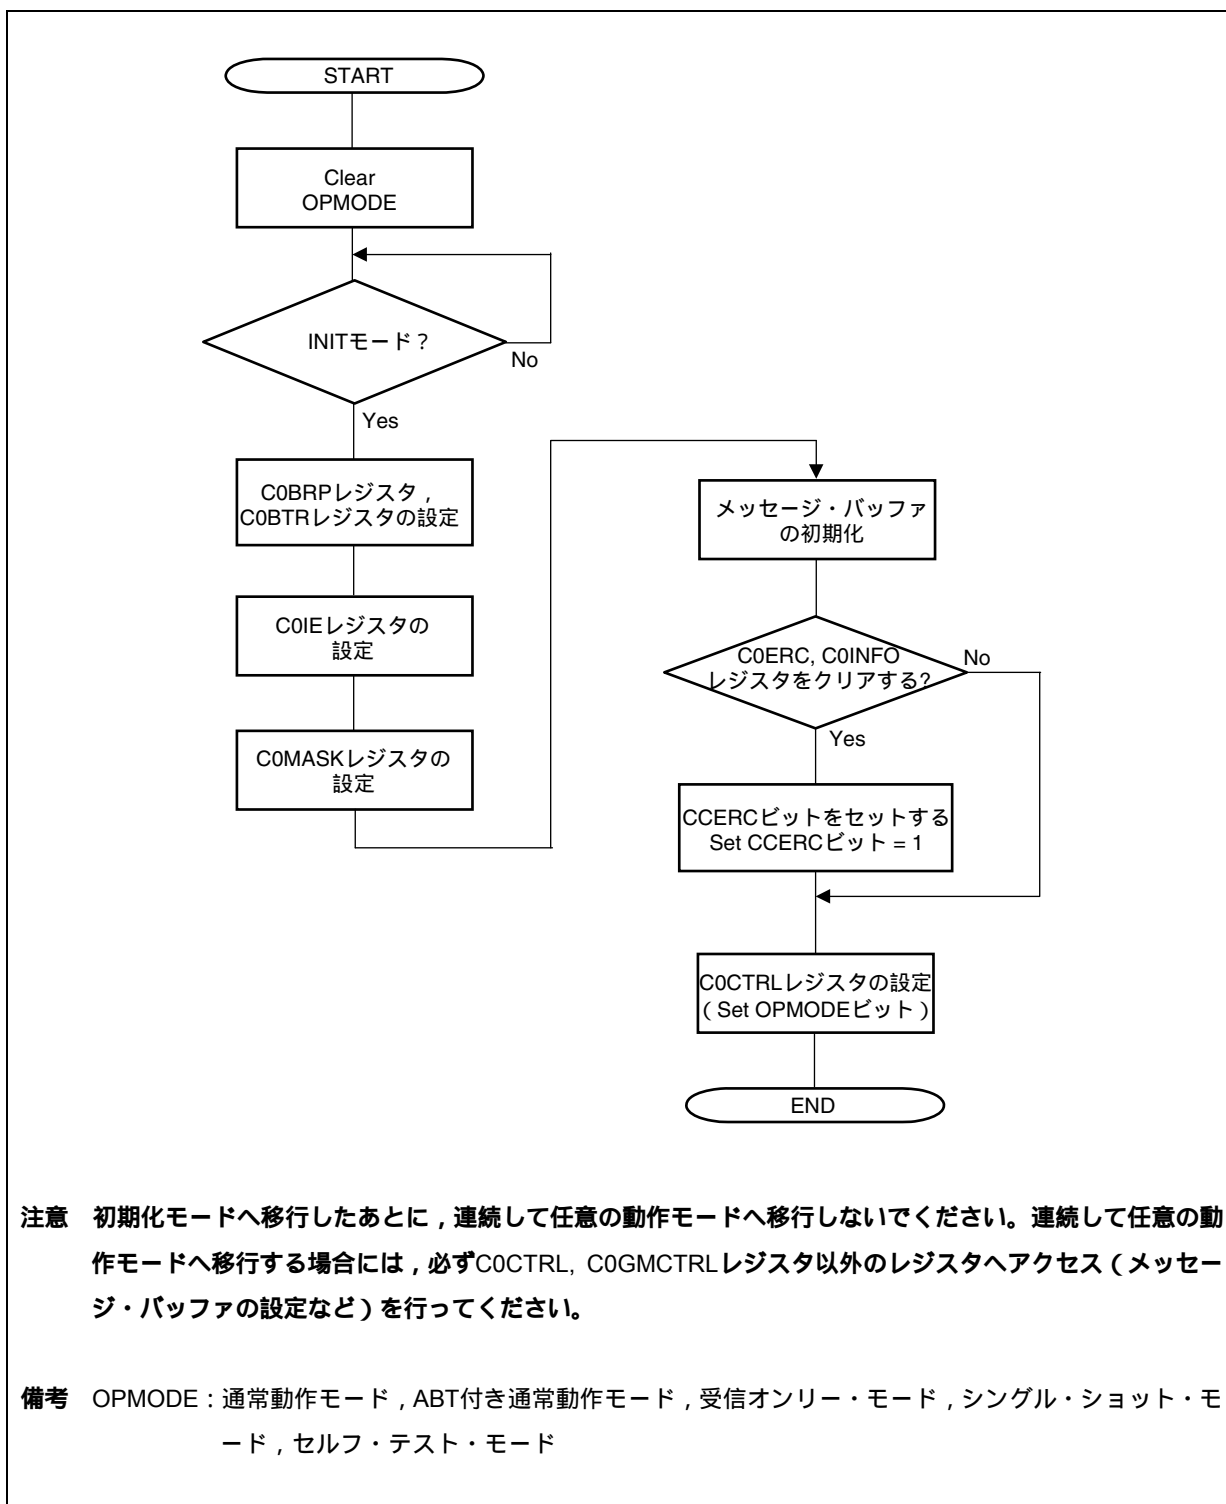 START
Clear
OPMODE
INITモード？
No
Yes
C0BRPレジスタ，
C0BTRレジスタの設定
C0IEレジスタの
設定
C0MASKレジスタの
設定
メッセージ・バッファ
の初期化
C0ERC, C0INFO
レジスタをクリアする?
No
Yes
CCERCビットをセットする
Set CCERCビット = 1
C0CTRLレジスタの設定
（Set OPMODEビット）
END
注意　初期化モードへ移行したあとに，連続して任意の動作モードへ移行しないでください。連続して任意の動
作モードへ移行する場合には，必ずC0CTRL, C0GMCTRLレジスタ以外のレジスタへアクセス（メッセー
ジ・バッファの設定など）を行ってください。
備考　OPMODE：通常動作モード，ABT付き通常動作モード，受信オンリー・モード，シングル・ショット・モ
ード，セルフ・テスト・モード